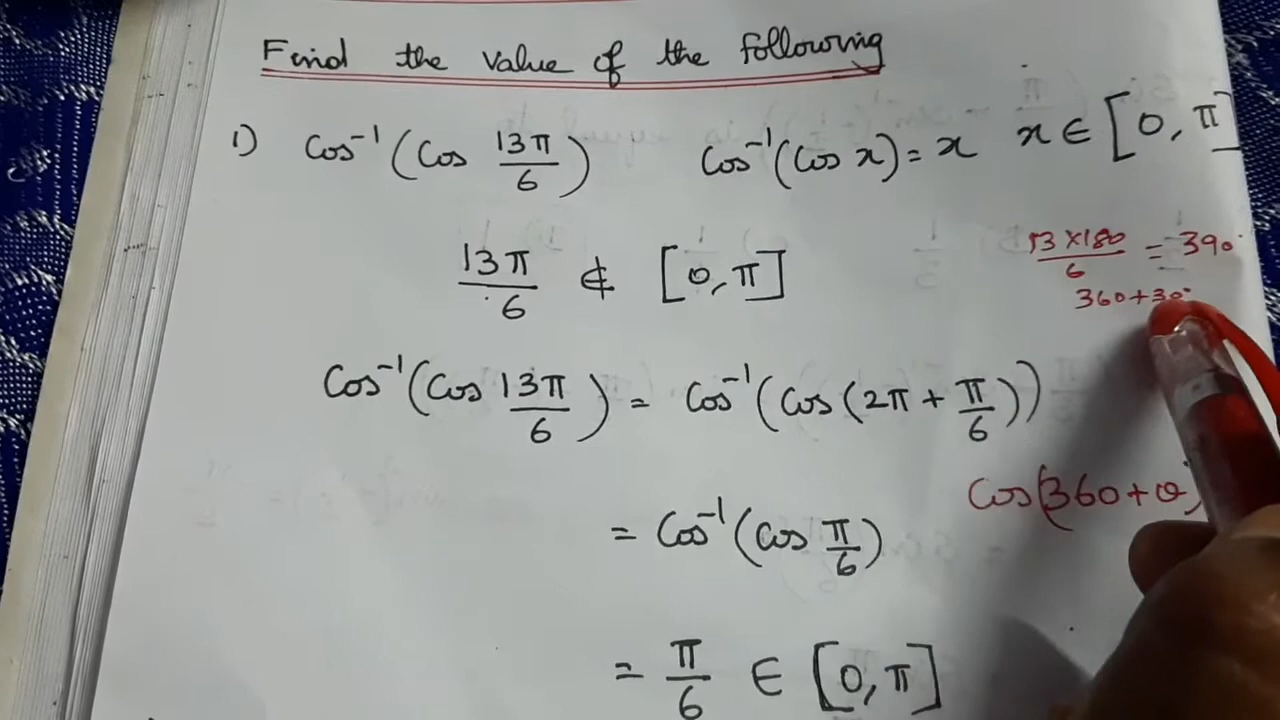 Find the value of the following
1) Cos⁻¹(Cos 13π/6) Cos⁻¹(Cos x) = x x ∈ [0, π]
13π/6 ∉ [0, π]
13×180/6 = 390°
360+30°
Cos⁻¹(Cos 13π/6) = Cos⁻¹(Cos(2π + π/6))
Cos(360+θ)
= Cos⁻¹(Cos π/6)
= π/6 ∈ [0, π]